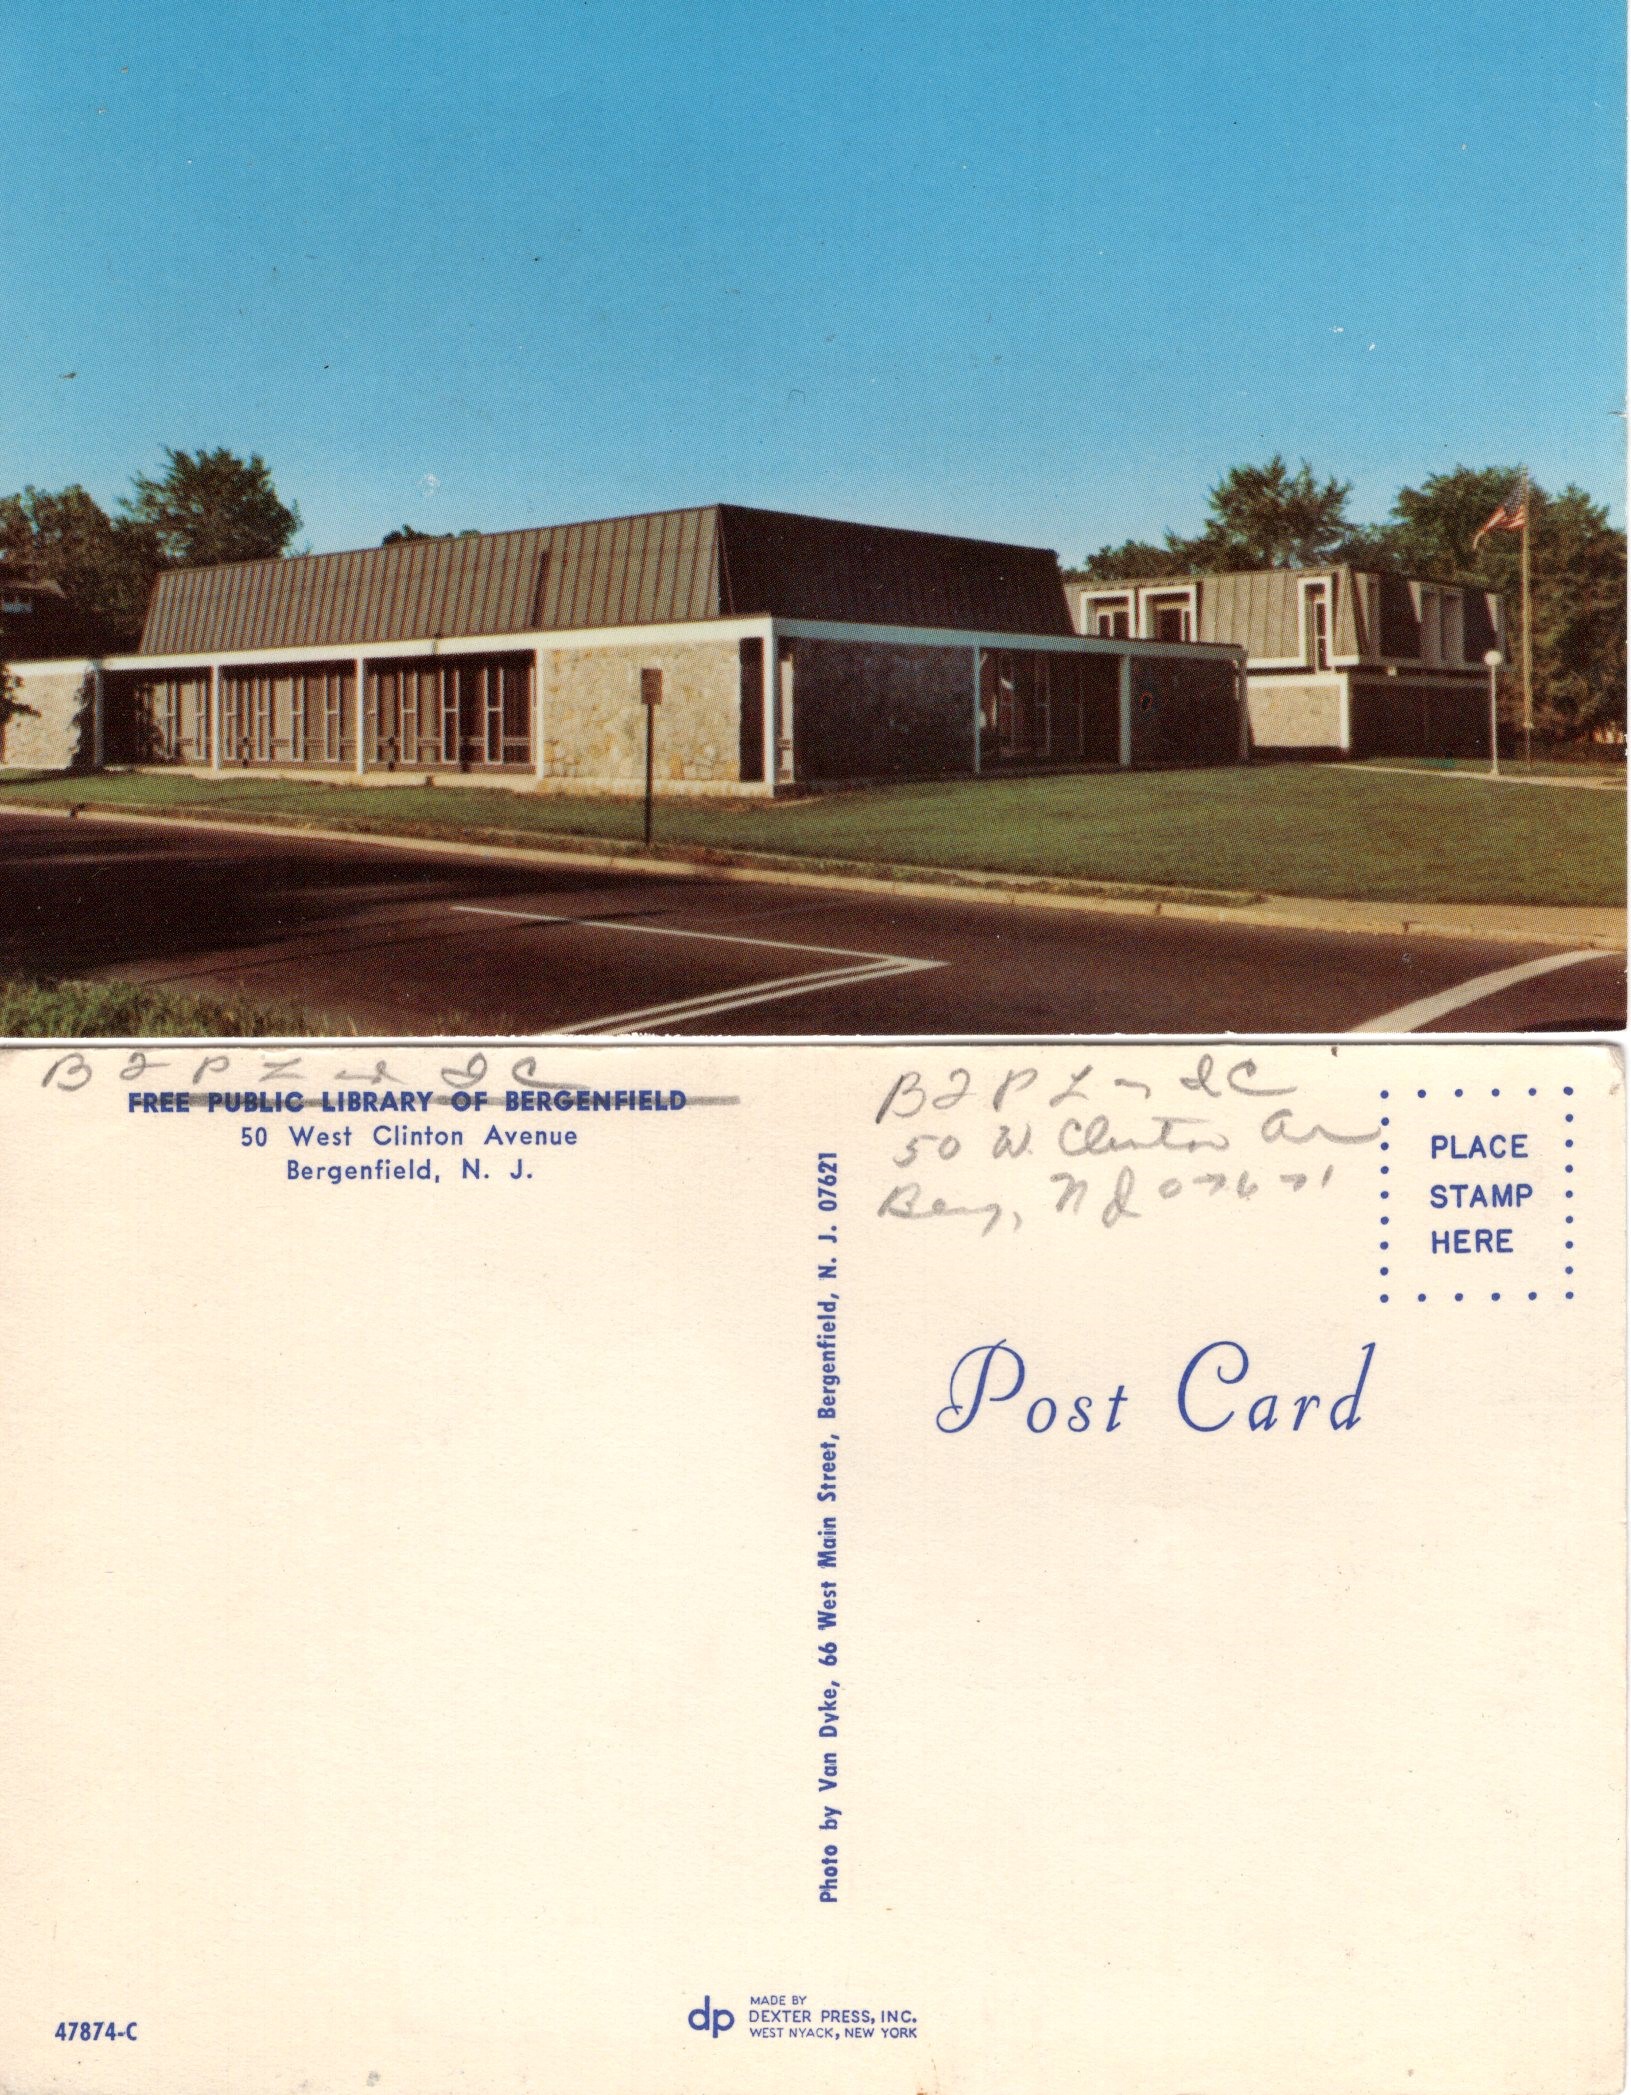 FREE PUBLIC LIBRARY OF BERGENFIELD
50 West Clinton Avenue
Bergenfield, N. J.
50 W. Clinton
Photo by Van Dyke, 66 West Main Street, Bergenfield, N. J. 07621
PLACE
STAMP
HERE
Post Card
47874-C
dp
MADE BY
DEXTER PRESS, INC.
WEST NYACK, NEW YORK